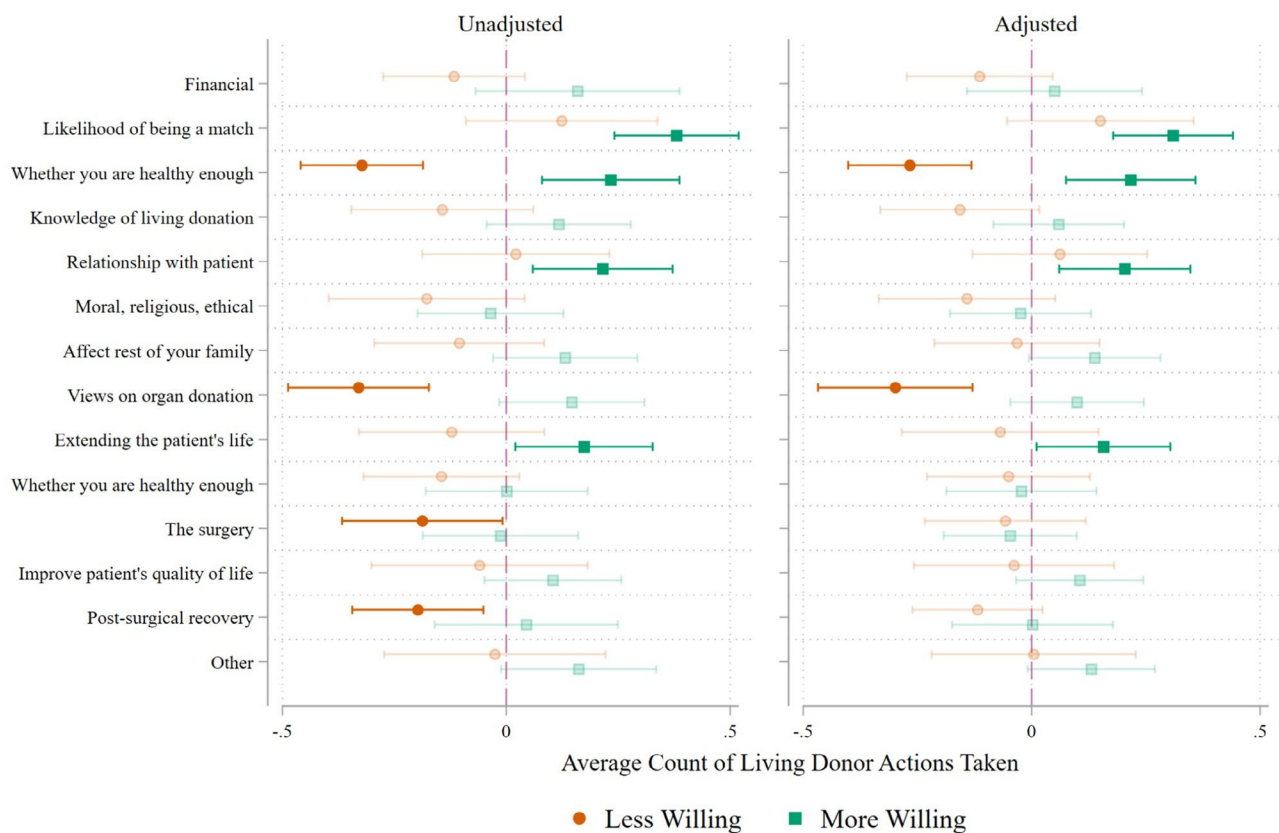 Unadjusted
Adjusted
Financial
Likelihood of being a match
Whether you are healthy enough
Knowledge of living donation
Relationship with patient
Moral, religious, ethical
Affect rest of your family
Views on organ donation
Extending the patient's life
Whether you are healthy enough
The surgery
Improve patient's quality of life
Post-surgical recovery
Other
-.5 0 .5
-.5 0 .5
Average Count of Living Donor Actions Taken
Less Willing More Willing